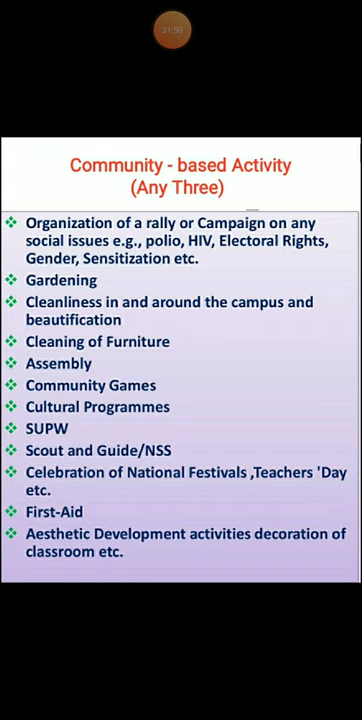 31:50
Community - based Activity
(Any Three)
Organization of a rally or Campaign on any
social issues e.g., polio, HIV, Electoral Rights,
Gender, Sensitization etc.
Gardening
Cleanliness in and around the campus and
beautification
Cleaning of Furniture
Assembly
Community Games
Cultural Programmes
SUPW
Scout and Guide/NSS
Celebration of National Festivals ,Teachers 'Day
etc.
First-Aid
Aesthetic Development activities decoration of
classroom etc.